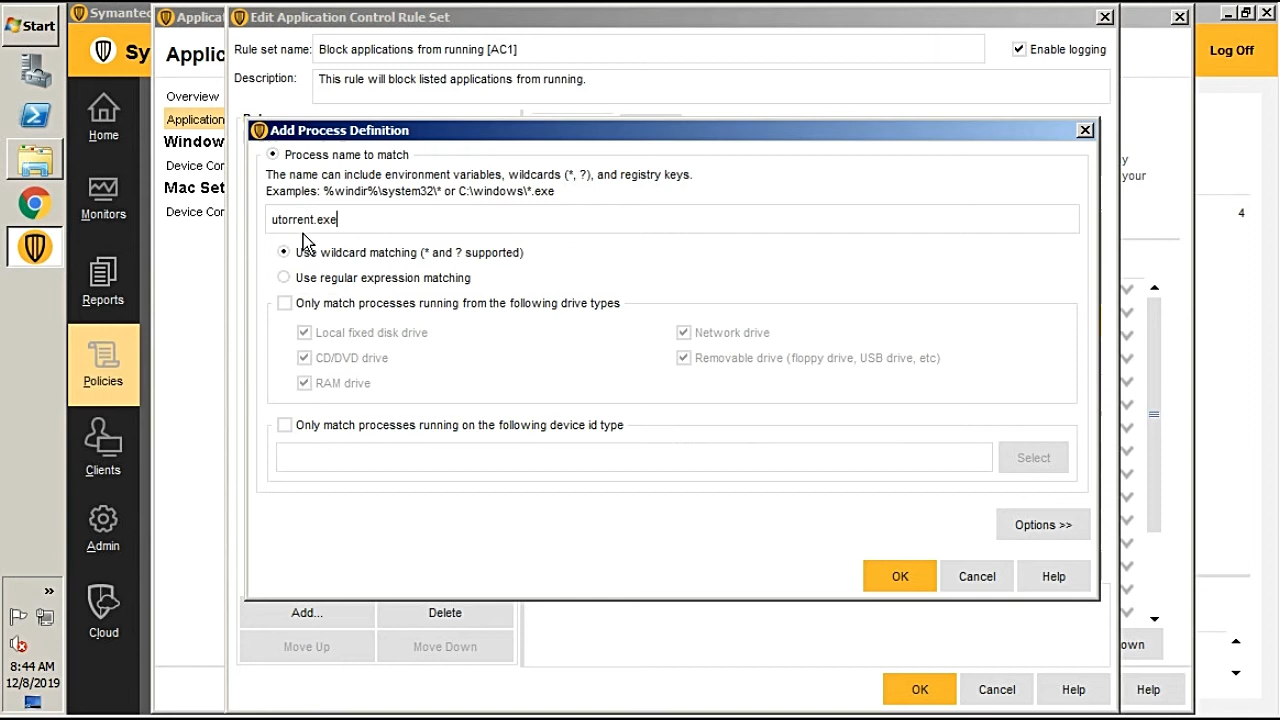 Start
Symantec
Sy
Home
Monitors
Reports
Policies
Clients
Admin
Cloud
»
8:44 AM
12/8/2019
Applica
Applic
Overview
Application
Windows
Device Con
Mac Set
Device Con
Edit Application Control Rule Set
Rule set name:
Block applications from running [AC1]
Enable logging
Description:
This rule will block listed applications from running.
Add Process Definition
Process name to match
The name can include environment variables, wildcards (*, ?), and registry keys.
Examples: %windir%\system32\* or C:\windows\*.exe
utorrent.exe
Use wildcard matching (* and ? supported)
Use regular expression matching
Only match processes running from the following drive types
Local fixed disk drive
Network drive
CD/DVD drive
Removable drive (floppy drive, USB drive, etc)
RAM drive
Only match processes running on the following device id type
Select
Options >>
OK
Cancel
Help
Add...
Delete
Move Up
Move Down
OK
Cancel
Help
own
Help
Log Off
y
your
4